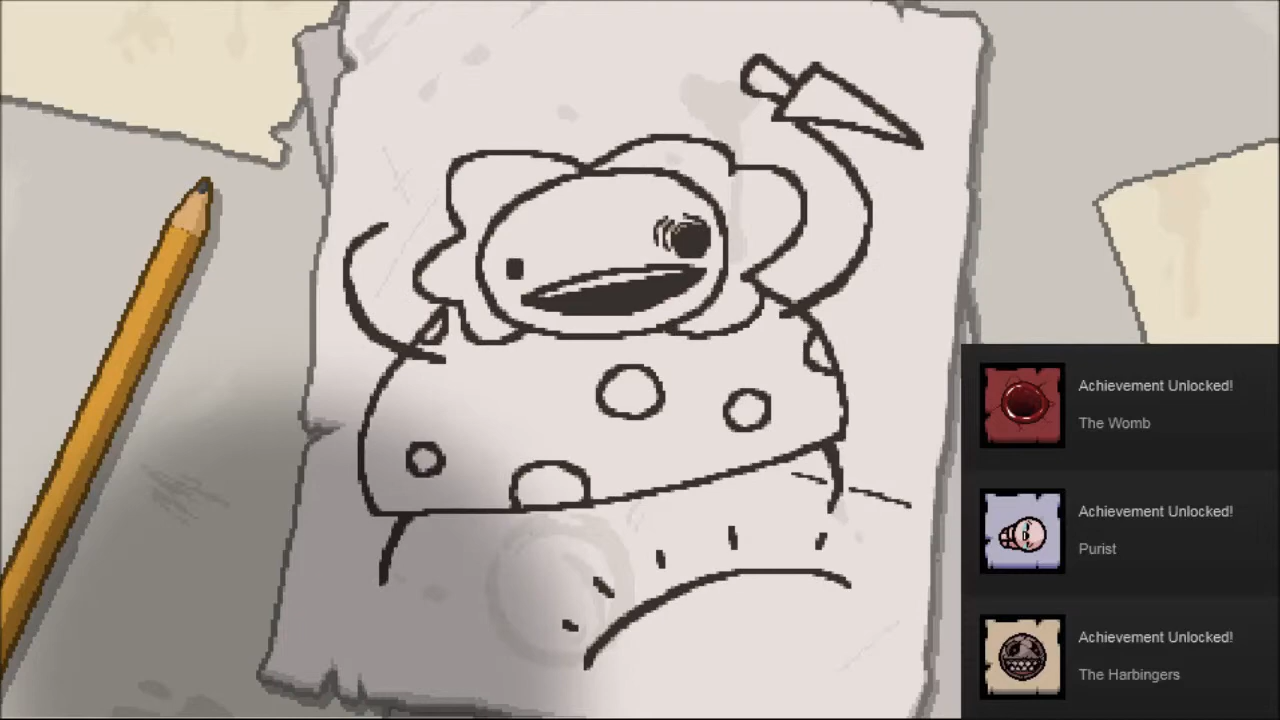 Achievement Unlocked!
The Womb
Achievement Unlocked!
Purist
Achievement Unlocked!
The Harbingers